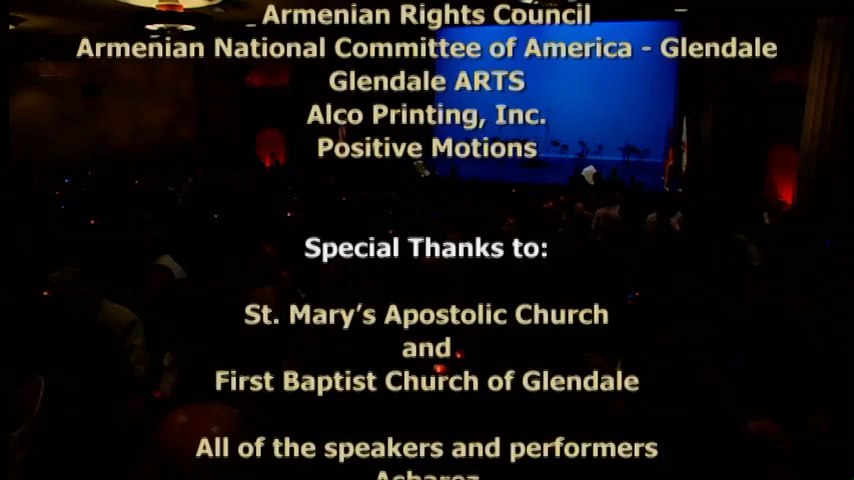 Armenian Rights Council
Armenian National Committee of America - Glendale
Glendale ARTS
Alco Printing, Inc.
Positive Motions
Special Thanks to:
St. Mary's Apostolic Church
and
First Baptist Church of Glendale
All of the speakers and performers